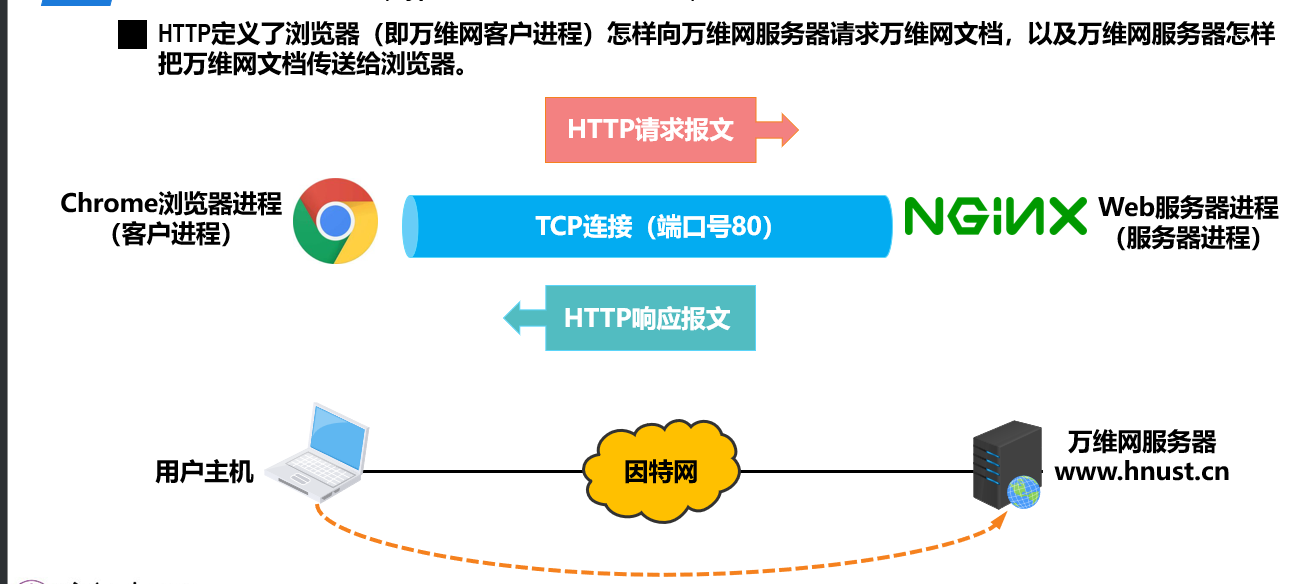 HTTP定义了浏览器（即万维网客户进程）怎样向万维网服务器请求万维网文档，以及万维网服务器怎样
把万维网文档传送给浏览器。
HTTP请求报文
Chrome浏览器进程
（客户进程）
TCP连接（端口号80）
NGINX
Web服务器进程
（服务器进程）
HTTP响应报文
用户主机
因特网
万维网服务器
www.hnust.cn